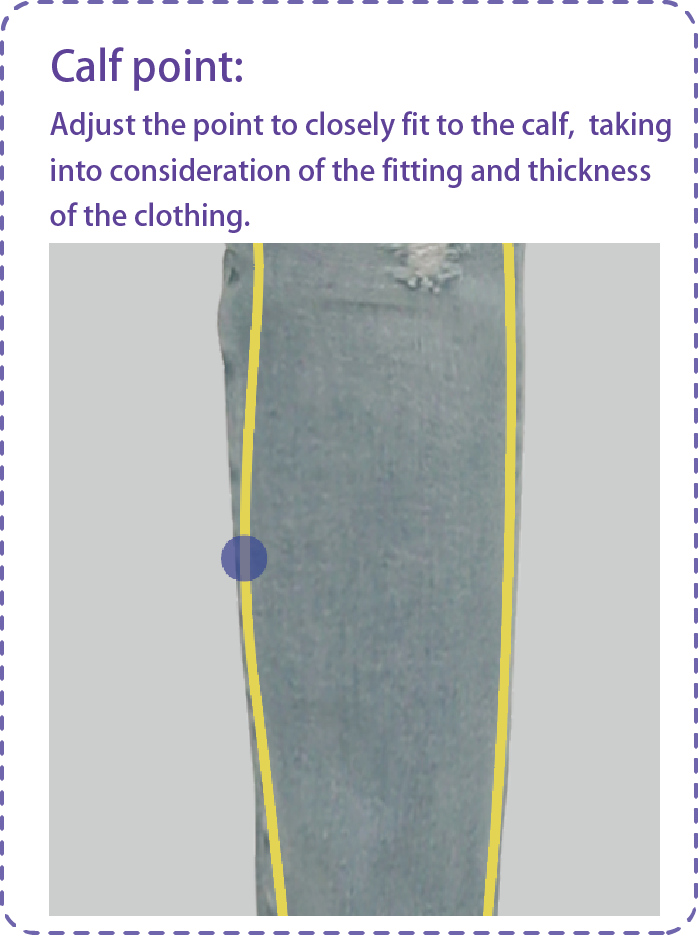 Calf point:
Adjust the point to closely fit to the calf,  taking
into consideration of the fitting and thickness
of the clothing.